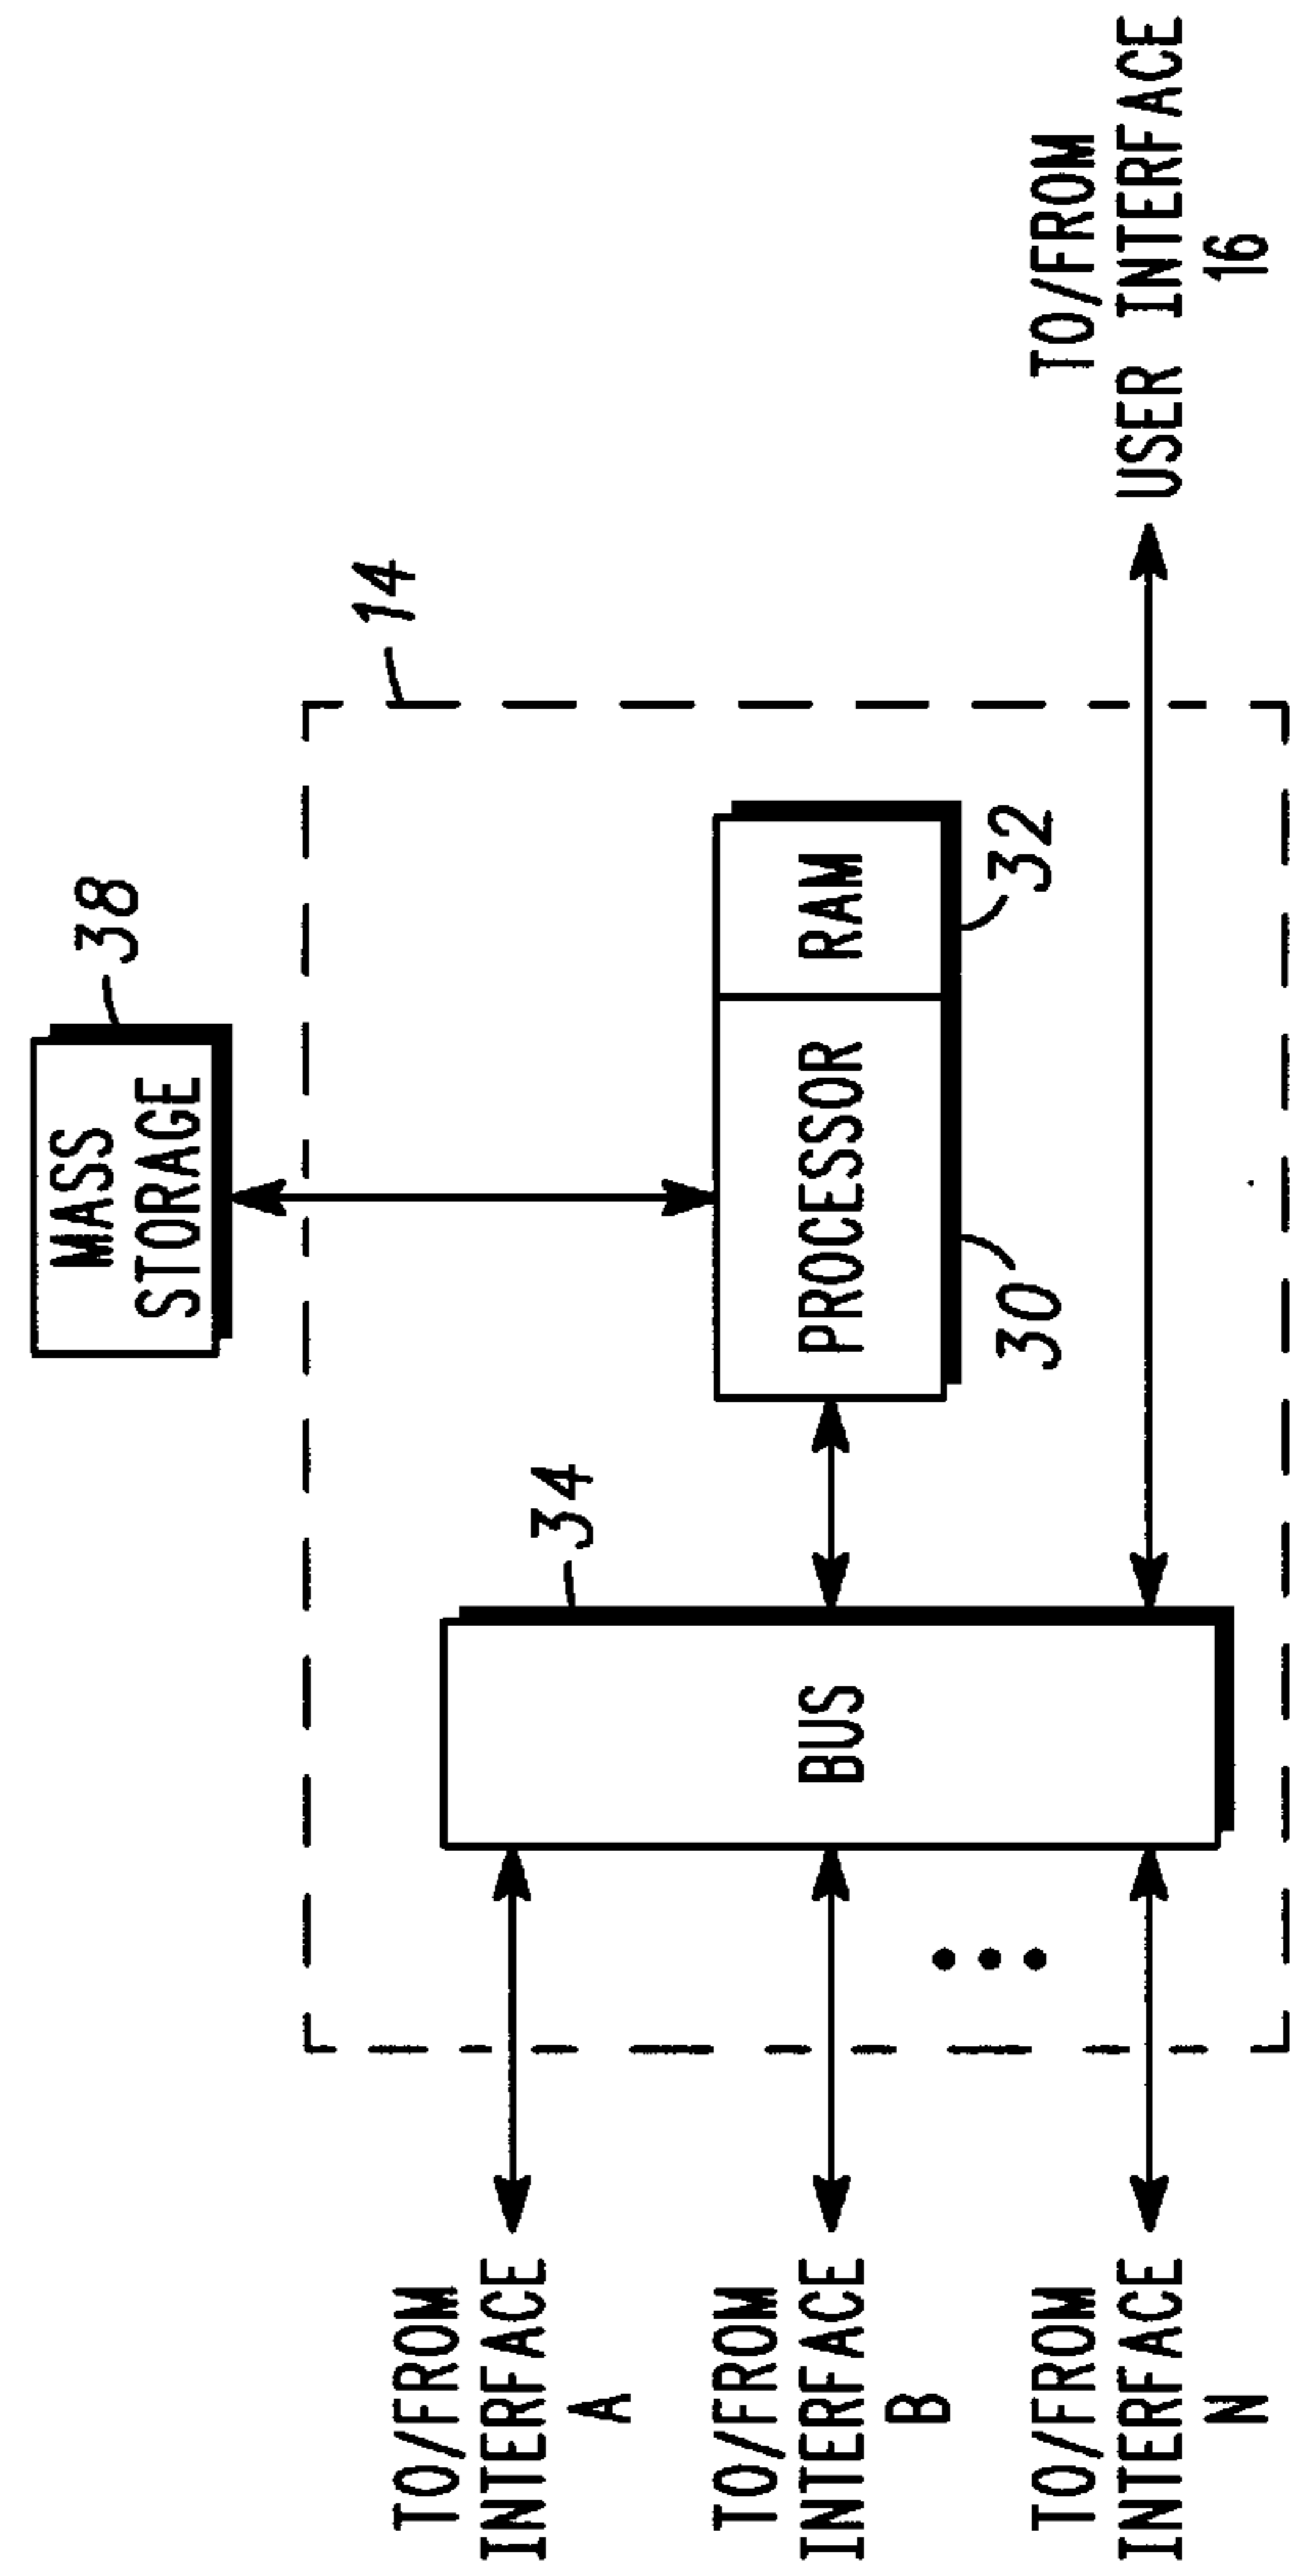 MASS
STORAGE
38
14
34
BUS
PROCESSOR
RAM
30
32
TO/FROM
INTERFACE
A
TO/FROM
INTERFACE
B
TO/FROM
INTERFACE
N
TO/FROM
USER INTERFACE
16